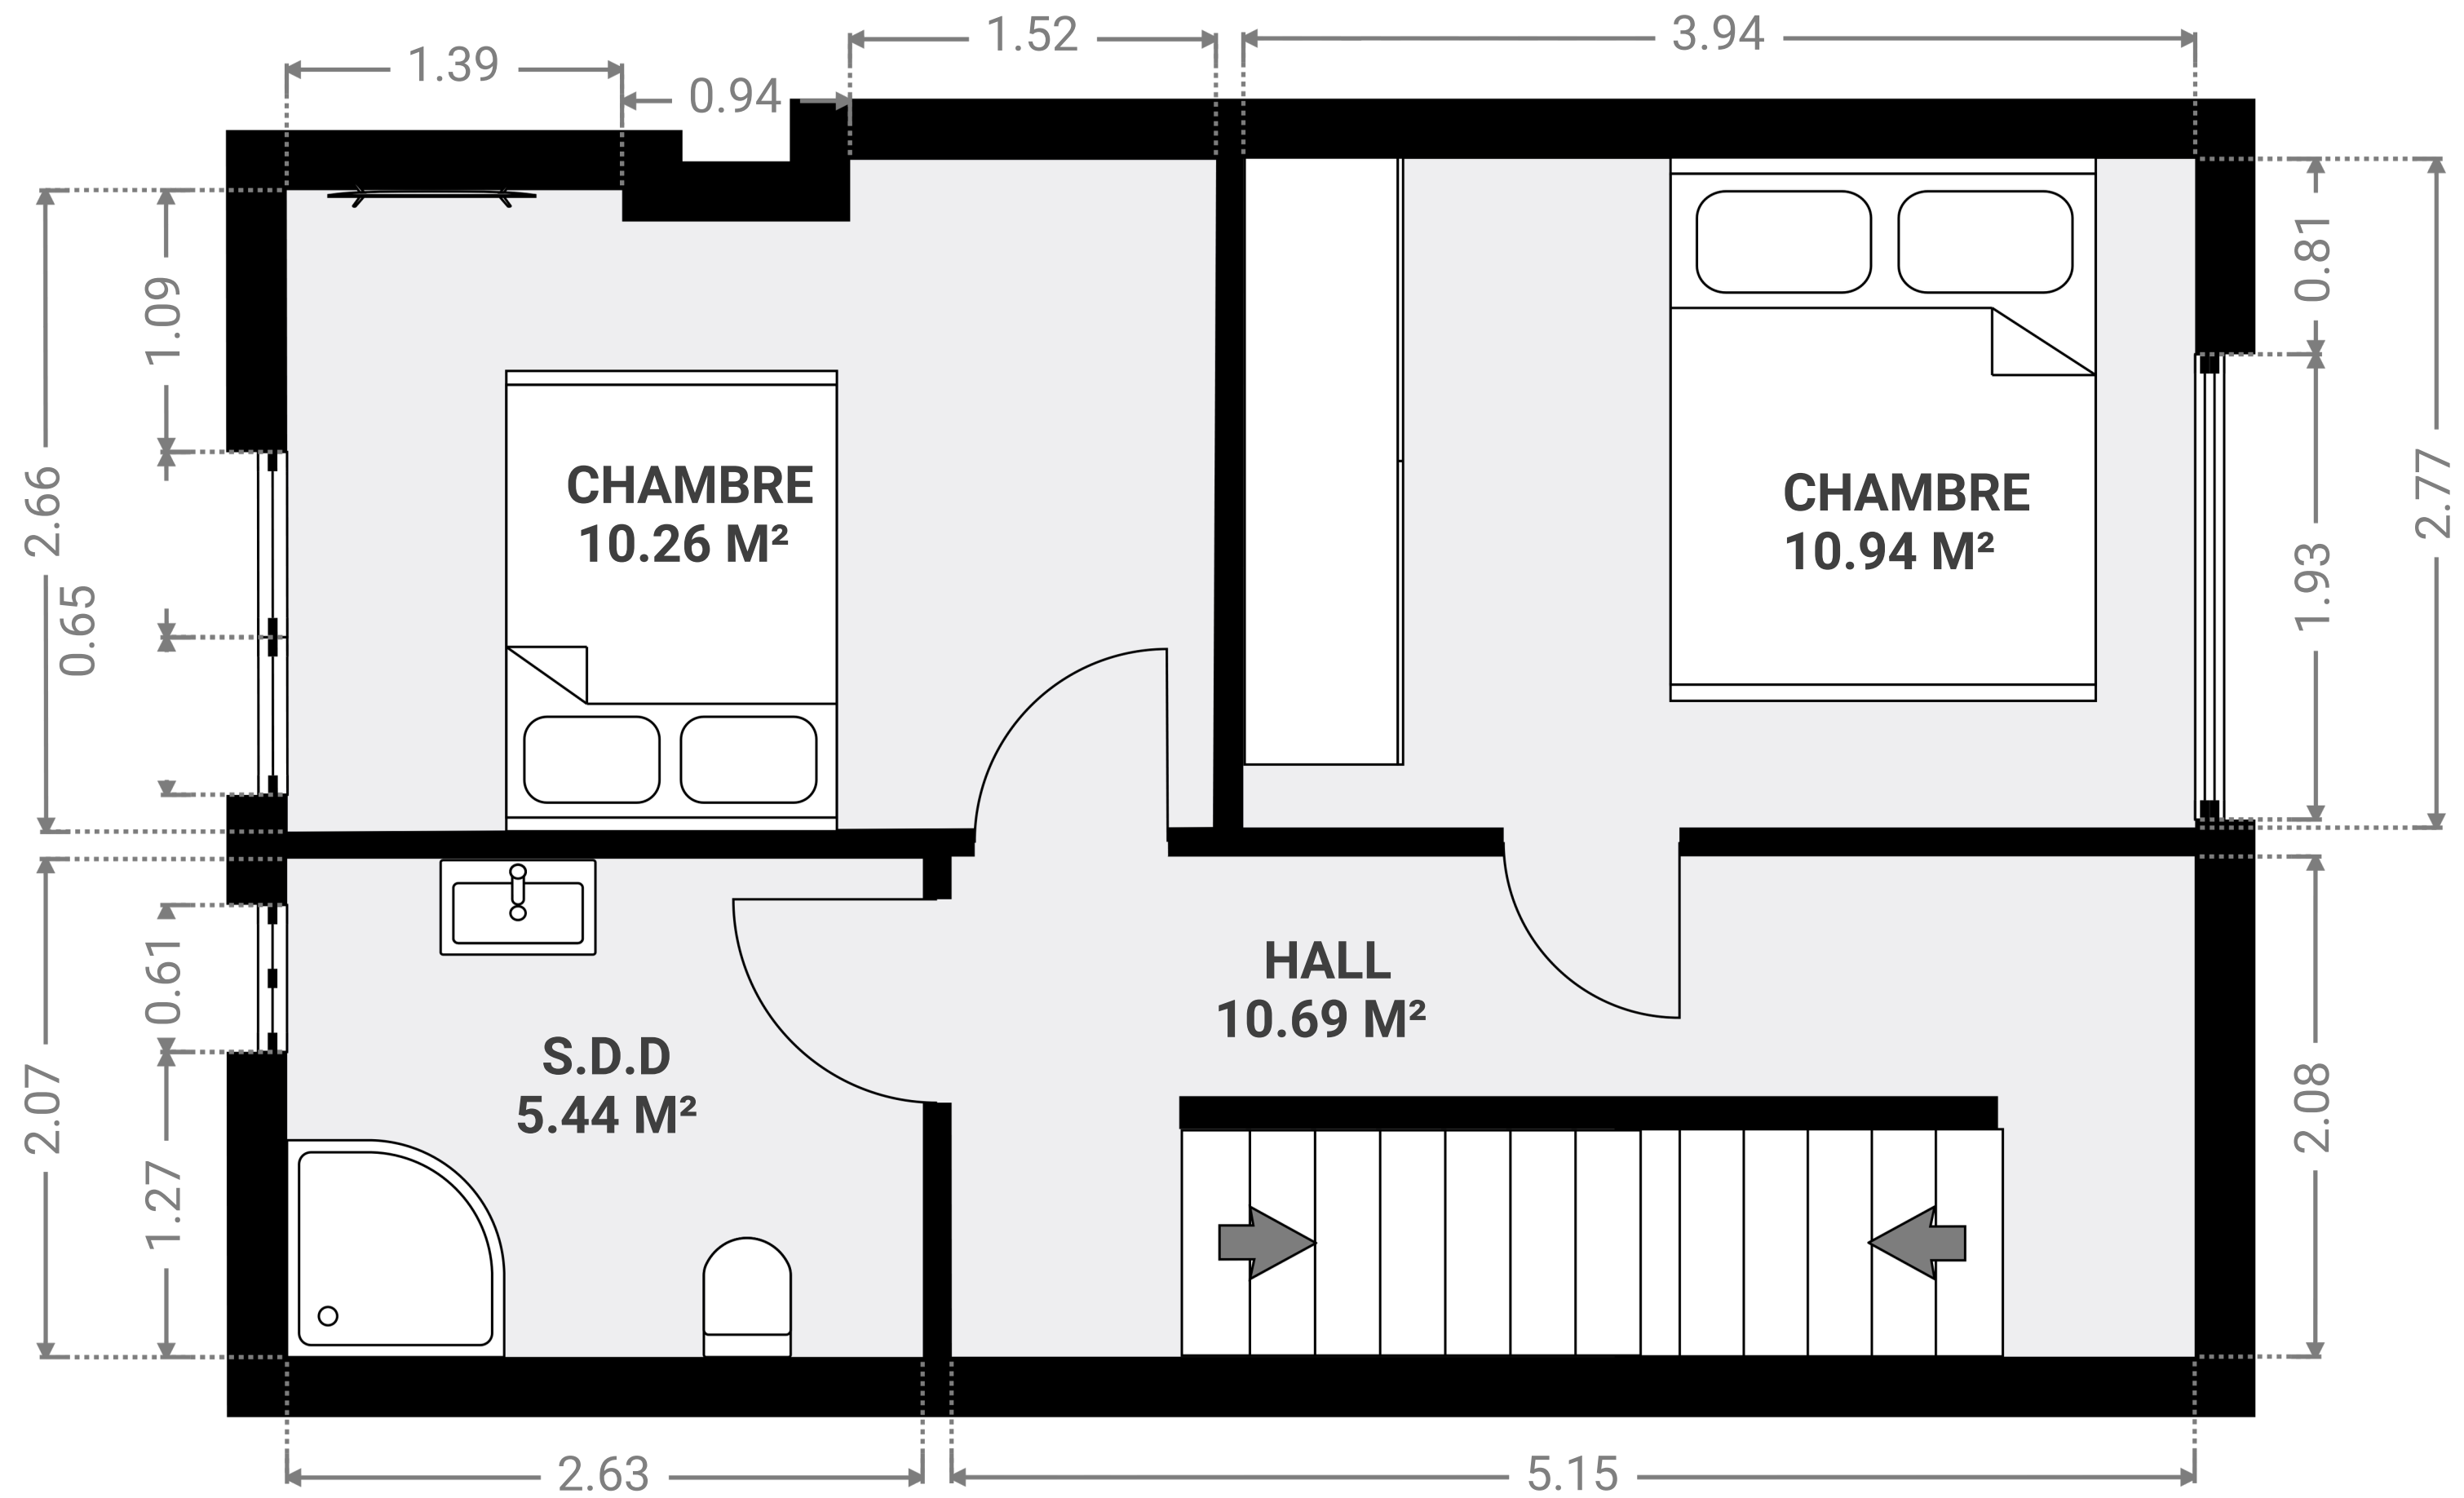 1.52
3.94
1.39
0.94
0.81
1.09
2.66
2.77
CHAMBRE
10.26 M²
CHAMBRE
10.94 M²
1.93
0.65
HALL
10.69 M²
0.61
S.D.D
5.44 M²
2.07
2.08
1.27
2.63
5.15